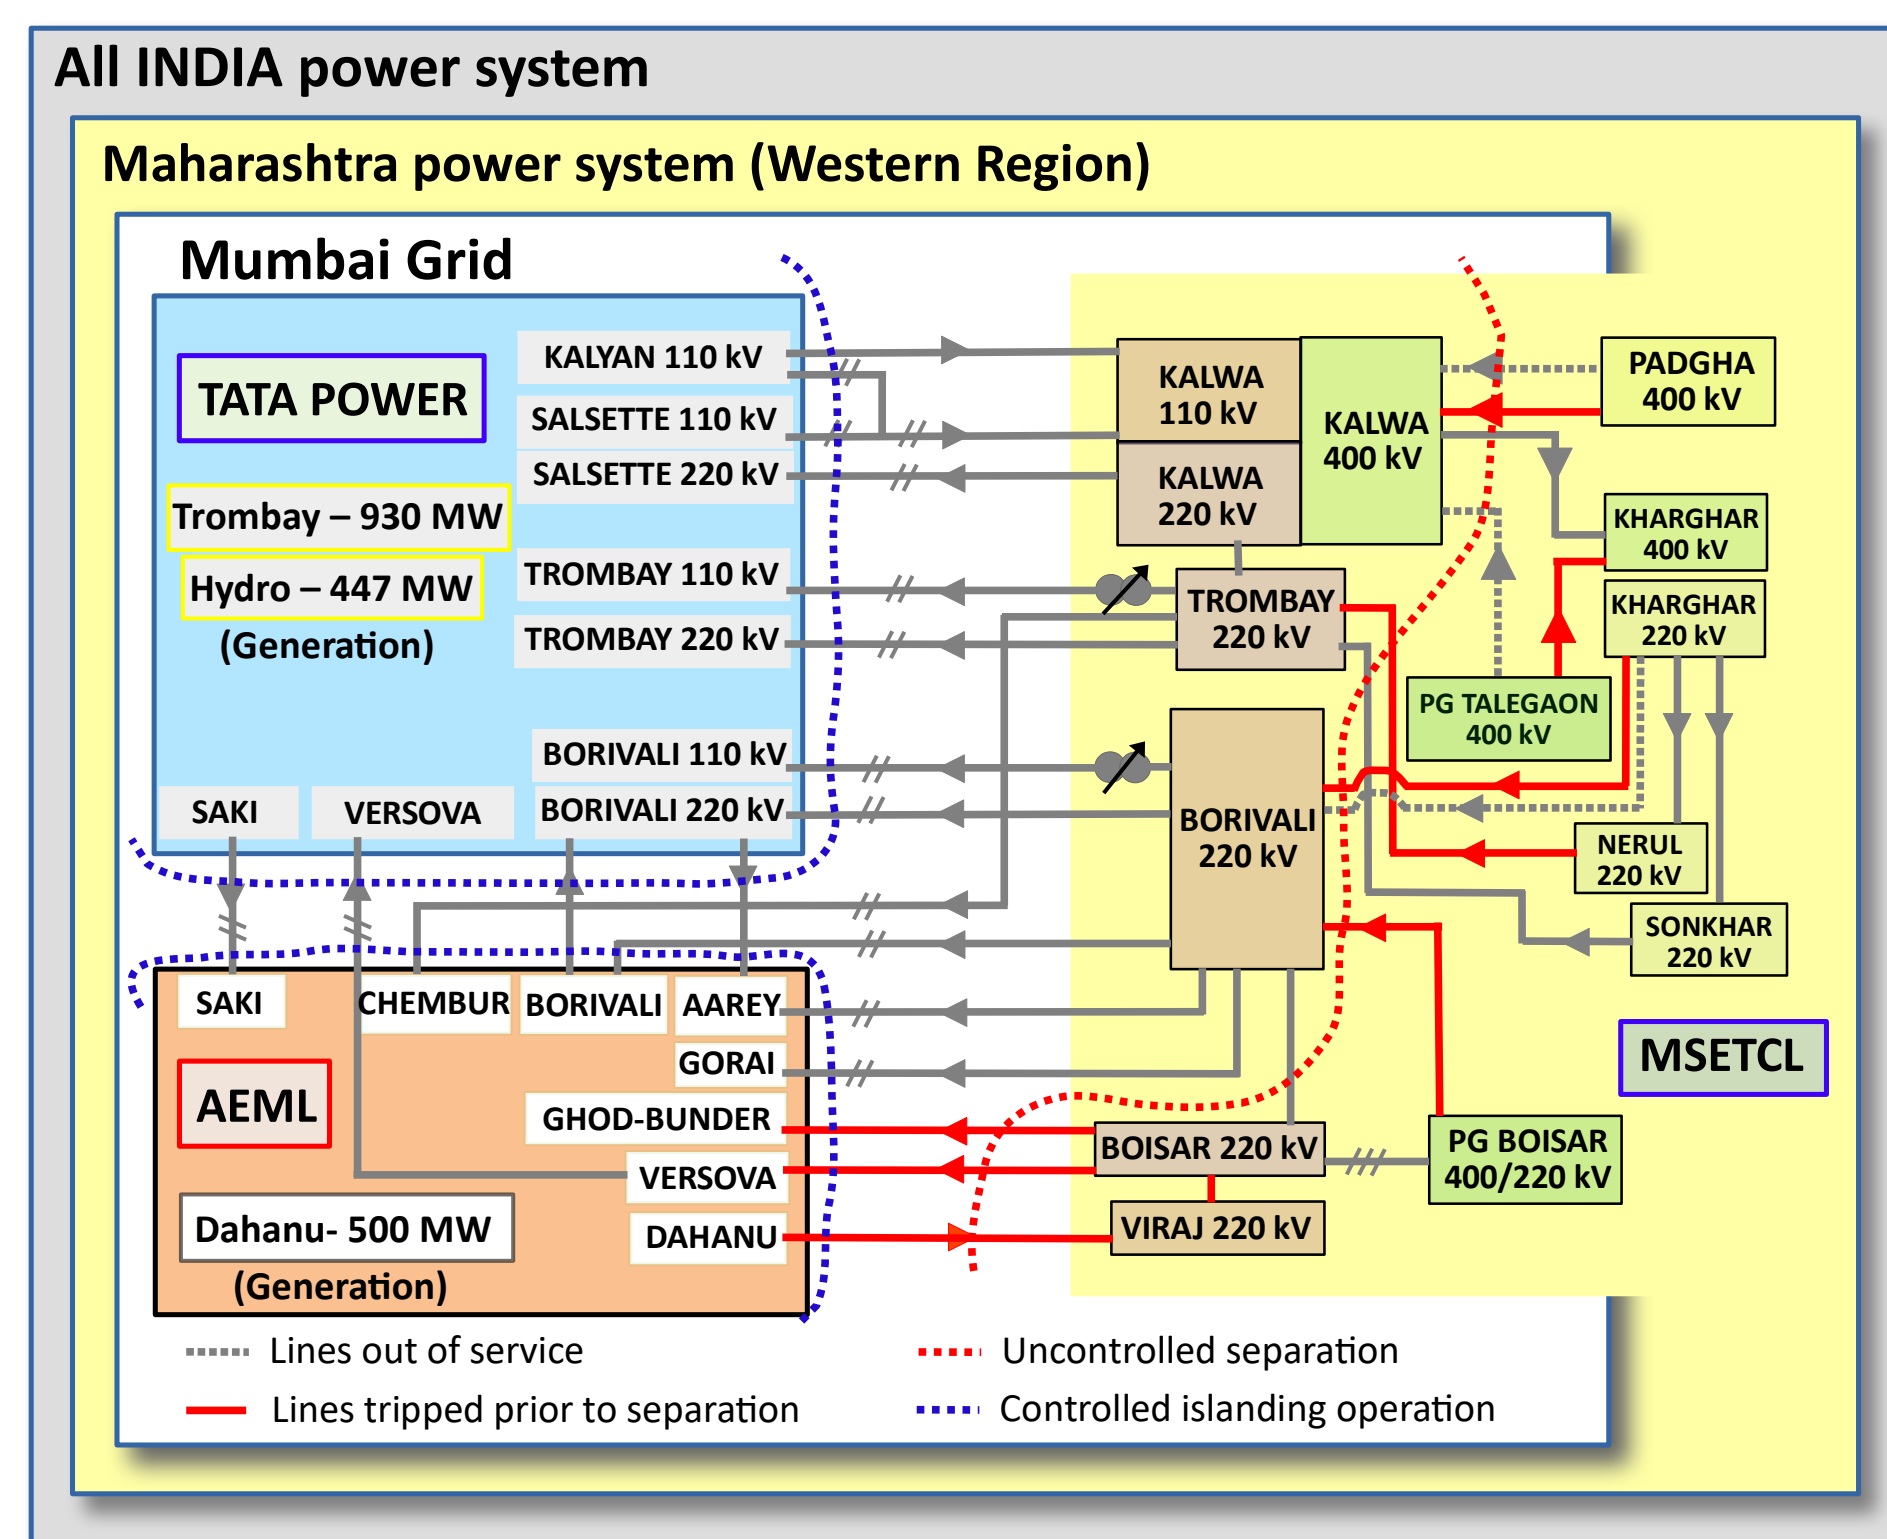 All INDIA power system
Maharashtra power system (Western Region)
Mumbai Grid
TATA POWER
Trombay – 930 MW
Hydro – 447 MW
(Generation)
KALYAN 110 kV
SALSETTE 110 kV
SALSETTE 220 kV
TROMBAY 110 kV
TROMBAY 220 kV
BORIVALI 110 kV
BORIVALI 220 kV
SAKI
VERSOVA
KALWA
110 kV
KALWA
220 kV
KALWA
400 kV
PADGHA
400 kV
KHARGHAR
400 kV
KHARGHAR
220 kV
TROMBAY
220 kV
PG TALEGAON
400 kV
BORIVALI
220 kV
NERUL
220 kV
SONKHAR
220 kV
MSETCL
SAKI
CHEMBUR
BORIVALI
AAREY
GORAI
AEML
GHOD-BUNDER
VERSOVA
DAHANU
Dahanu- 500 MW
(Generation)
BOISAR 220 kV
VIRAJ 220 kV
PG BOISAR
400/220 kV
Lines out of service
Uncontrolled separation
Lines tripped prior to separation
Controlled islanding operation